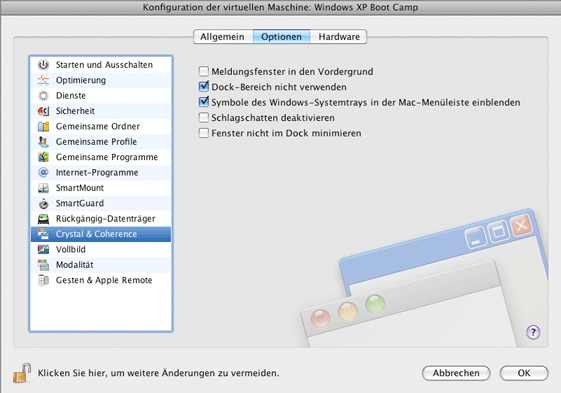 Konfiguration der virtuellen Maschine: Windows XP Boot Camp
Allgemein Optionen Hardware
Starten und Ausschalten
Optimierung
Dienste
Sicherheit
Gemeinsame Ordner
Gemeinsame Profile
Gemeinsame Programme
Internet-Programme
SmartMount
SmartGuard
Rückgängig-Datenträger
Crystal & Coherence
Vollbild
Modalität
Gesten & Apple Remote
Meldungsfenster in den Vordergrund
Dock-Bereich nicht verwenden
Symbole des Windows-Systemtrays in der Mac-Menüleiste einblenden
Schlagschatten deaktivieren
Fenster nicht im Dock minimieren
?
Klicken Sie hier, um weitere Änderungen zu vermeiden.
Abbrechen OK